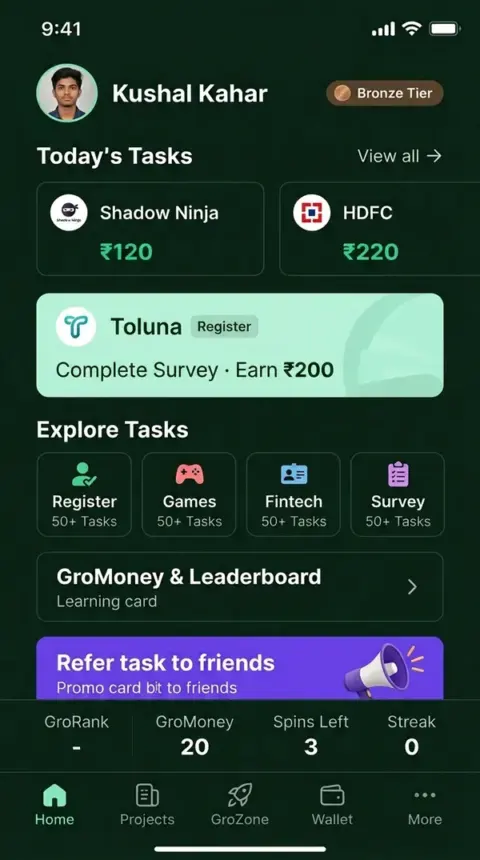 9:41
Kushal Kahar
Bronze Tier
Today's Tasks
View all →
Shadow Ninja
₹120
HDFC
₹220
Toluna Register
Complete Survey · Earn ₹200
Explore Tasks
Register
50+ Tasks
Games
50+ Tasks
Fintech
50+ Tasks
Survey
50+ Tasks
GroMoney & Leaderboard
Learning card
Refer task to friends
Promo card bit to friends
GroRank
-
GroMoney
20
Spins Left
3
Streak
0
Home
Projects
GroZone
Wallet
More